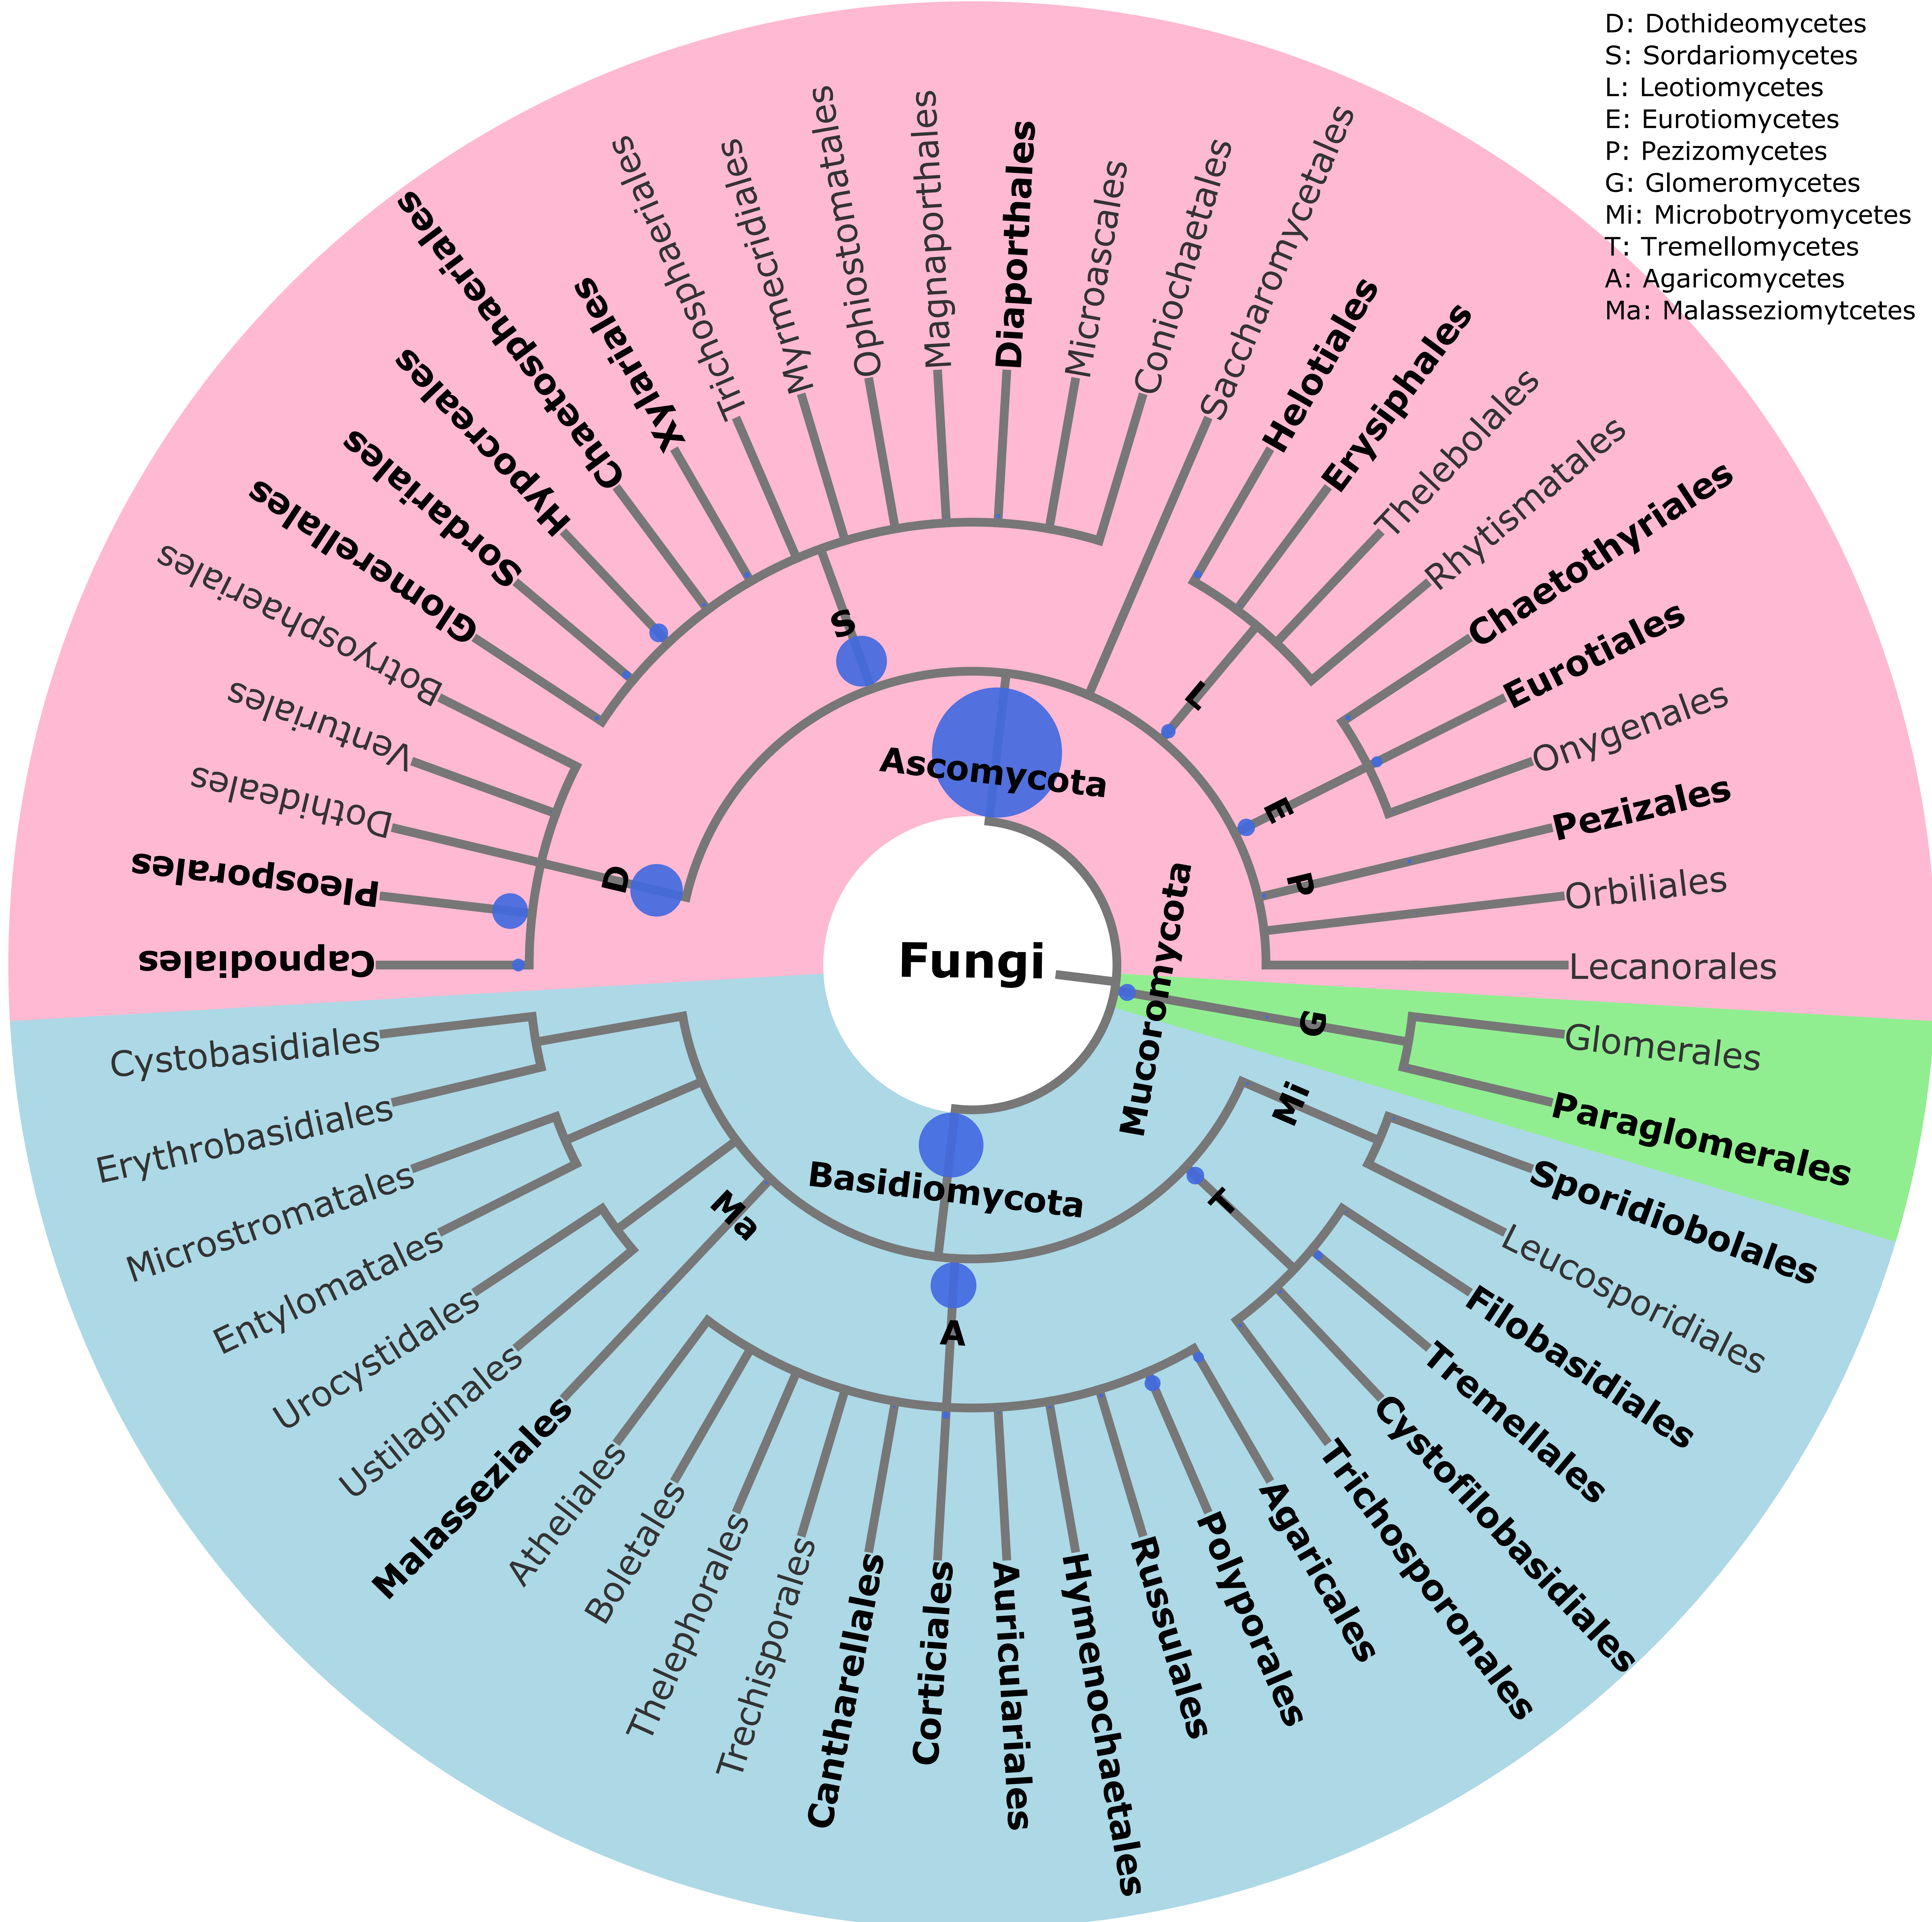 D: Dothideomycetes
S: Sordariomycetes
L: Leotiomycetes
E: Eurotiomycetes
P: Pezizomycetes
G: Glomeromycetes
Mi: Microbotryomycetes
T: Tremellomycetes
A: Agaricomycetes
Ma: Malasseziomytcetes
Fungi
Ascomycota
Mucoromycota
Basidiomycota
D
S
L
E
P
G
Mi
T
A
Ma
Capnodiales
Pleosporales
Dothideales
Venturiales
Botryosphaeriales
Glomerellales
Sordariales
Hypocreales
Chaetosphaeriales
Xylariales
Trichosphaeriales
Myrmecridiales
Ophiostomatales
Magnaporthales
Diaporthales
Microascales
Coniochaetales
Saccharomycetales
Helotiales
Erysiphales
Thelebolales
Rhytismatales
Chaetothyriales
Eurotiales
Onygenales
Pezizales
Orbiliales
Lecanorales
Glomerales
Paraglomerales
Sporidiobolales
Leucosporidiales
Filobasidiales
Tremellales
Cystofilobasidiales
Trichosporonales
Agaricales
Polyporales
Russulales
Hymenochaetales
Auriculariales
Corticiales
Cantharellales
Trechisporales
Thelephorales
Boletales
Atheliales
Malasseziales
Ustilaginales
Urocystidales
Entylomatales
Microstromatales
Erythrobasidiales
Cystobasidiales